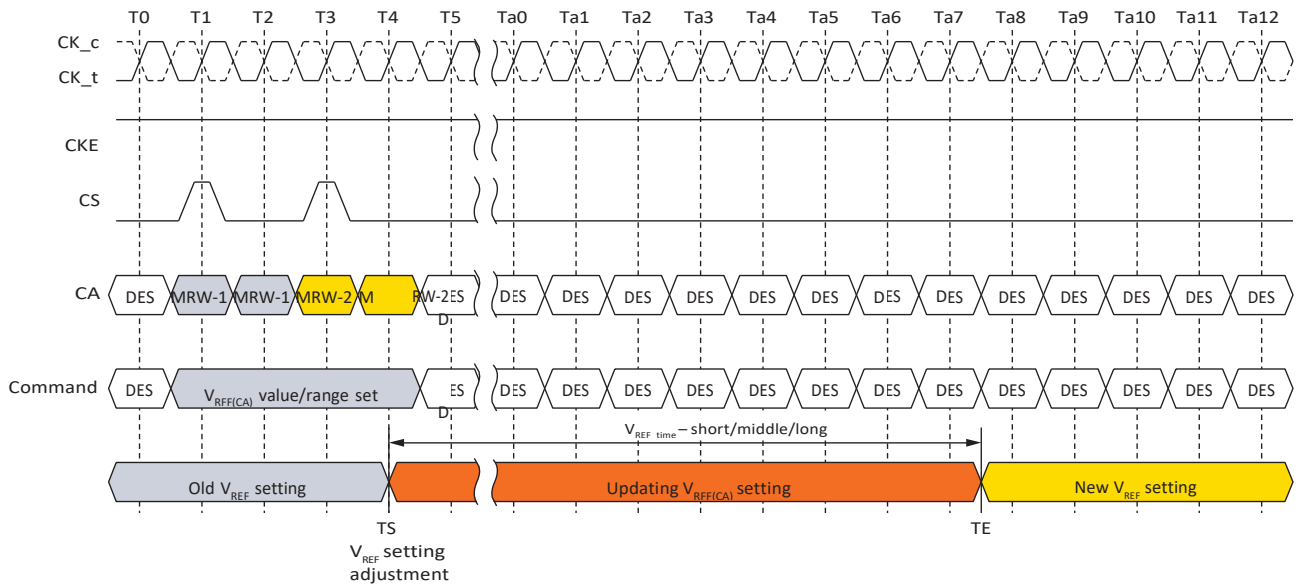 T0 T1 T2 T3 T4 T5 Ta0 Ta1 Ta2 Ta3 Ta4 Ta5 Ta6 Ta7 Ta8 Ta9 Ta10 Ta11 Ta12
CK_c
CK_t
CKE
CS
CA DES MRW-1 MRW-1 MRW-2 M RW-2ES DES DES DES DES DES DES DES DES DES DES DES DES DES
D
Command DES VRFF(CA) value/range set ES DES DES DES DES DES DES DES DES DES DES DES DES DES
D
VREF time – short/middle/long
Old VREF setting Updating VRFF(CA) setting New VREF setting
TS TE
VREF setting
adjustment